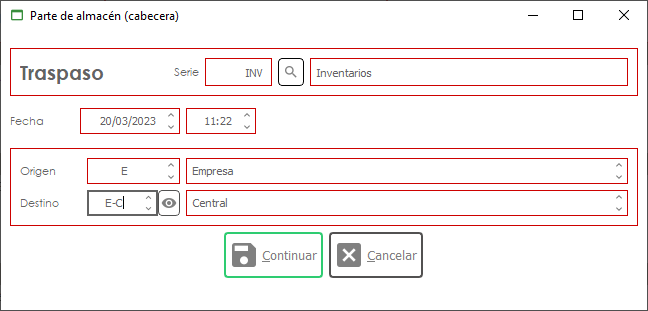 Parte de almacén (cabecera)
Traspaso Serie INV Inventarios
Fecha 20/03/2023 11:22
Origen E Empresa
Destino E-C Central
Continuar Cancelar